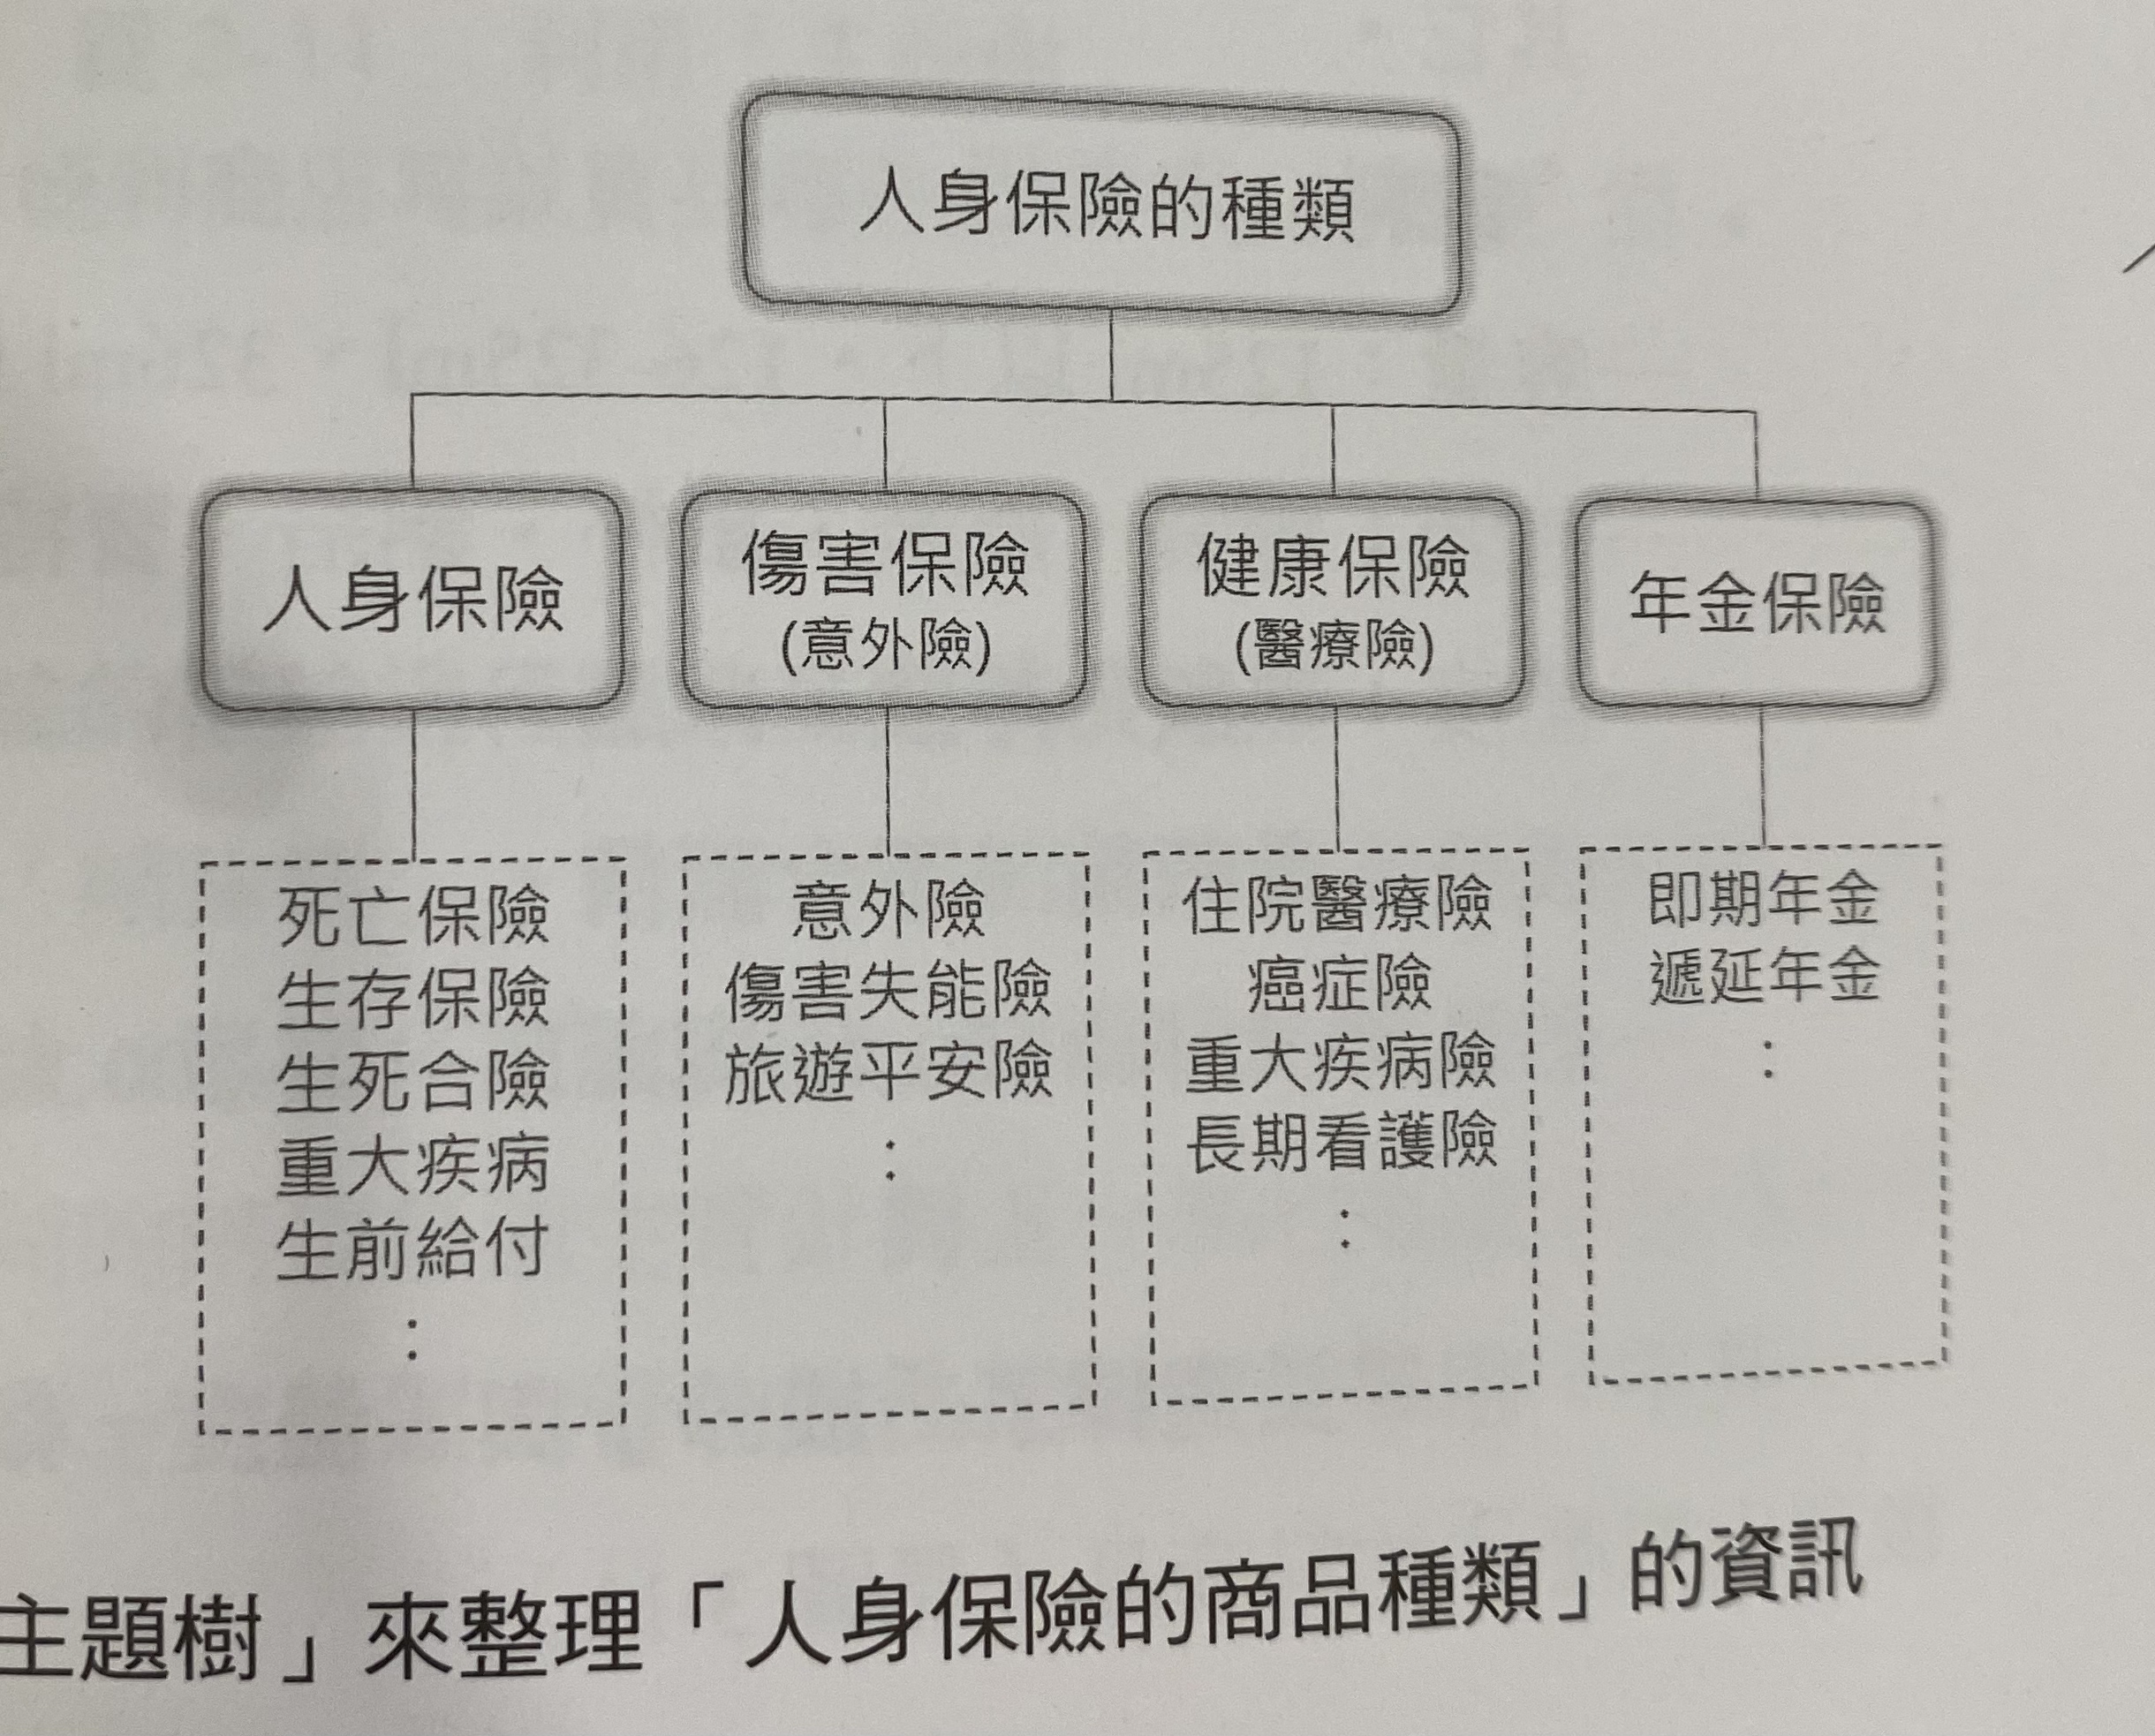 人身保險的種類
人身保險
傷害保險
(意外險)
健康保險
(醫療險)
年金保險
死亡保險
生存保險
生死合險
重大疾病
生前給付
:
意外險
傷害失能險
旅遊平安險
:
住院醫療險
癌症險
重大疾病險
長期看護險
:
即期年金
遞延年金
:
主題樹」來整理「人身保險的商品種類」的資訊